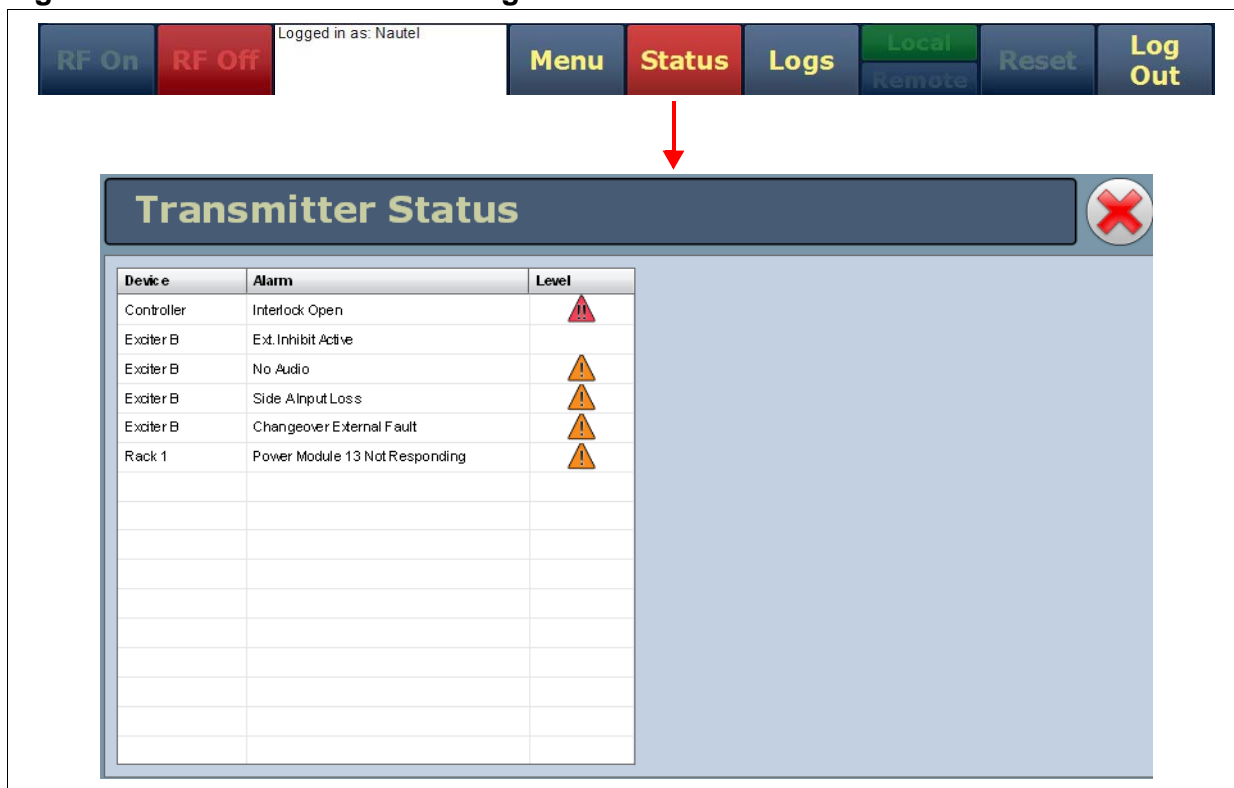 Logged in as: Nautel
RF On RF Off Menu Status Logs Local Remote Reset Log Out
Transmitter Status
Device Alarm Level
Controller Interlock Open
Exciter B Ext. Inhibit Active
Exciter B No Audio
Exciter B Side A Input Loss
Exciter B Changeover External Fault
Rack 1 Power Module 13 Not Responding